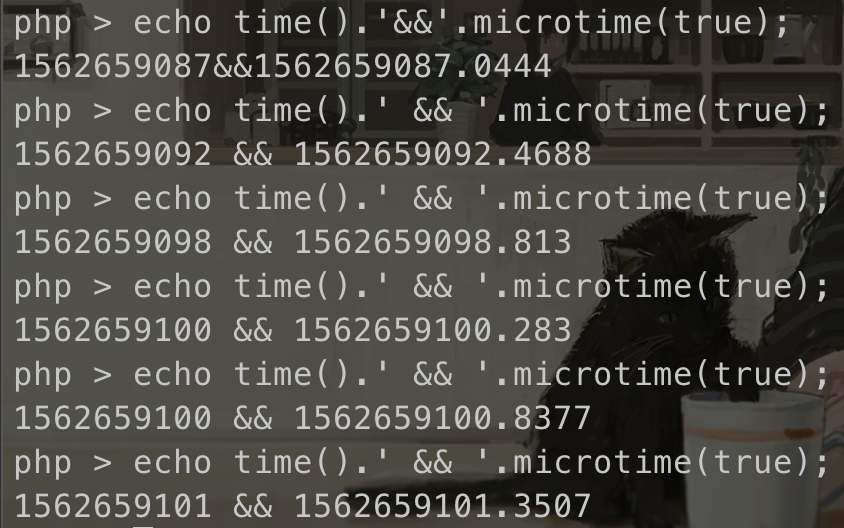 php > echo time().'&&'.microtime(true);
1562659087&&1562659087.0444
php > echo time().' && '.microtime(true);
1562659092 && 1562659092.4688
php > echo time().' && '.microtime(true);
1562659098 && 1562659098.813
php > echo time().' && '.microtime(true);
1562659100 && 1562659100.283
php > echo time().' && '.microtime(true);
1562659100 && 1562659100.8377
php > echo time().' && '.microtime(true);
1562659101 && 1562659101.3507